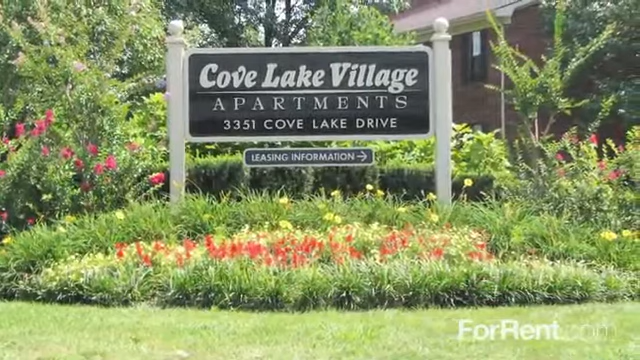 Cove Lake Village
APARTMENTS
3351 COVE LAKE DRIVE
LEASING INFORMATION →
ForRent.com